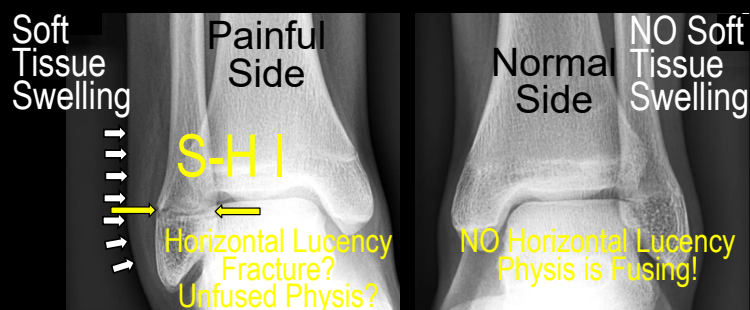 Soft
Tissue
Swelling
Painful
Side
S-H I
Horizontal Lucency
Fracture?
Unfused Physis?
Normal
Side
NO Soft
Tissue
Swelling
NO Horizontal Lucency
Physis is Fusing!